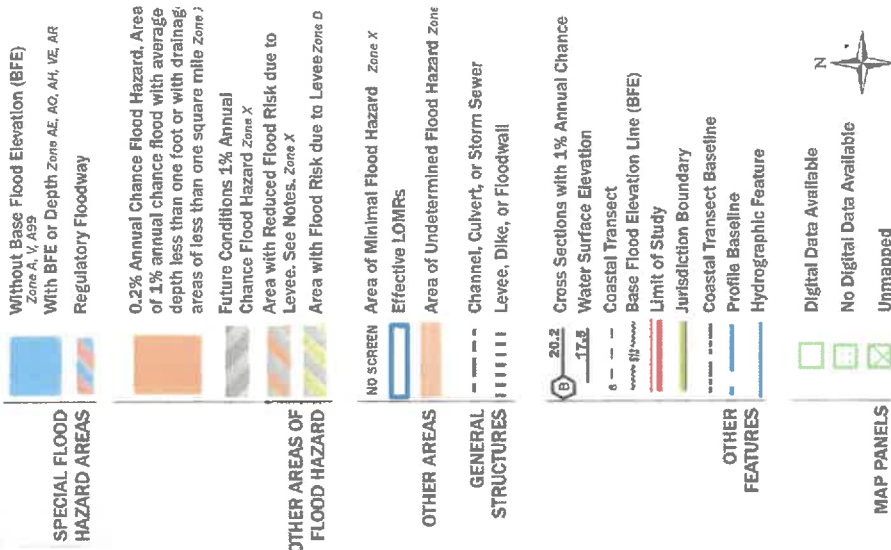 SPECIAL FLOOD
HAZARD AREAS
Without Base Flood Elevation (BFE)
Zone A, V, A99
With BFE or Depth Zone AE, AO, AH, VE, AR
Regulatory Floodway
OTHER AREAS OF
FLOOD HAZARD
0.2% Annual Chance Flood Hazard, Area
of 1% annual chance flood with average
depth less than one foot or with drainag
areas of less than one square mile Zone
Future Conditions 1% Annual
Chance Flood Hazard Zone X
Area with Reduced Flood Risk due to
Levee. See Notes. Zone X
Area with Flood Risk due to Levee Zone D
OTHER AREAS
NO SCREEN Area of Minimal Flood Hazard Zone X
Effective LOMRs
Area of Undetermined Flood Hazard Zone
GENERAL
STRUCTURES
Channel, Culvert, or Storm Sewer
Levee, Dike, or Floodwall
OTHER
FEATURES
B 20.2 Cross Sections with 1% Annual Chance
17.5 Water Surface Elevation
8 Coastal Transect
513 Base Flood Elevation Line (BFE)
Limit of Study
Jurisdiction Boundary
Coastal Transect Baseline
Profile Baseline
Hydrographic Feature
MAP PANELS
Digital Data Available
No Digital Data Available
Unmapped
N